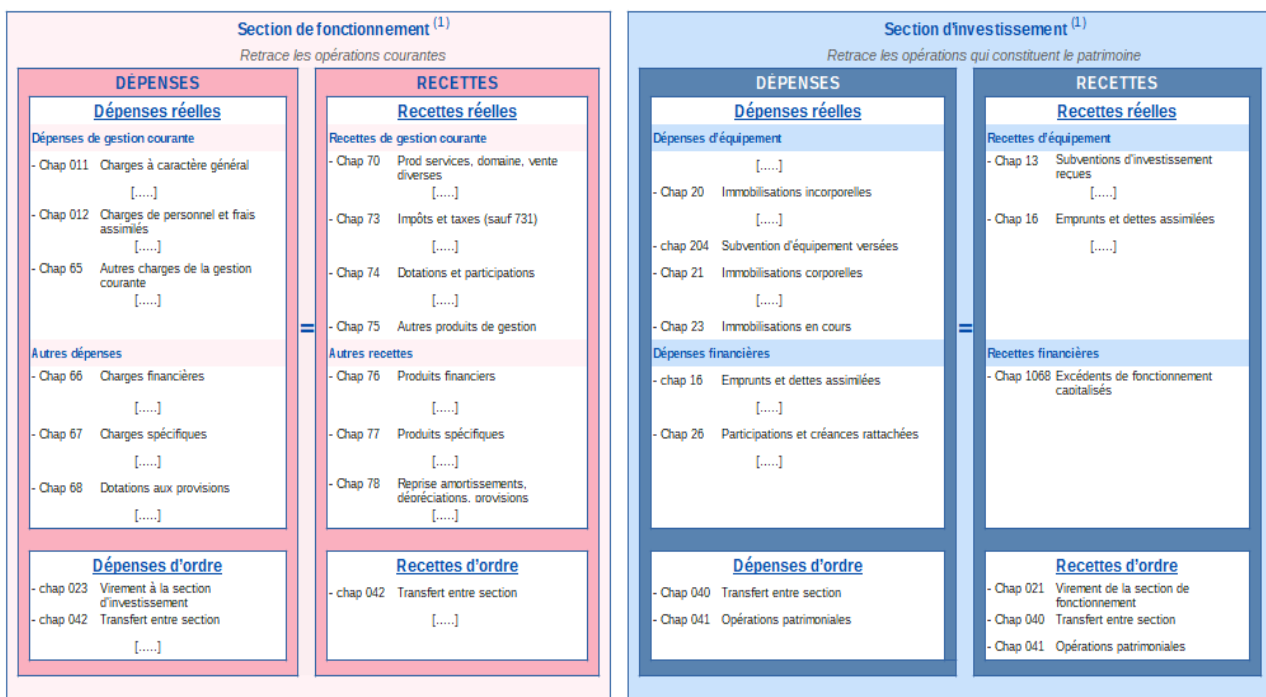 Section de fonctionnement (1)
Retrace les opérations courantes
DÉPENSES
Dépenses réelles
Dépenses de gestion courante
- Chap 011 Charges à caractère général
[.....]
- Chap 012 Charges de personnel et frais
assimilés
[.....]
- Chap 65 Autres charges de la gestion
courante
[.....]
Autres dépenses
- Chap 66 Charges financières
[.....]
- Chap 67 Charges spécifiques
[.....]
- Chap 68 Dotations aux provisions
[.....]
Dépenses d'ordre
- chap 023 Virement à la section
d'investissement
- chap 042 Transfert entre section
[.....]
=
RECETTES
Recettes réelles
Recettes de gestion courante
- Chap 70 Prod services, domaine, vente
diverses
[.....]
- Chap 73 Impôts et taxes (sauf 731)
[.....]
- Chap 74 Dotations et participations
[.....]
- Chap 75 Autres produits de gestion
Autres recettes
- Chap 76 Produits financiers
[.....]
- Chap 77 Produits spécifiques
[.....]
- Chap 78 Reprise amortissements,
dépréciations, provisions
[.....]
Recettes d'ordre
- chap 042 Transfert entre section
[.....]
Section d'investissement (1)
Retrace les opérations qui constituent le patrimoine
DÉPENSES
Dépenses réelles
Dépenses d'équipement
[.....]
- Chap 20 Immobilisations incorporelles
[.....]
- chap 204 Subvention d'équipement versées
- Chap 21 Immobilisations corporelles
[.....]
- Chap 23 Immobilisations en cours
Dépenses financières
- chap 16 Emprunts et dettes assimilées
[.....]
- Chap 26 Participations et créances rattachées
[.....]
Dépenses d'ordre
- Chap 040 Transfert entre section
- Chap 041 Opérations patrimoniales
=
RECETTES
Recettes réelles
Recettes d'équipement
- Chap 13 Subventions d'investissement
reçues
[.....]
- Chap 16 Emprunts et dettes assimilées
[.....]
Recettes financières
- Chap 1068 Excédents de fonctionnement
capitalisés
Recettes d'ordre
- Chap 021 Virement de la section de
fonctionnement
- Chap 040 Transfert entre section
- Chap 041 Opérations patrimoniales